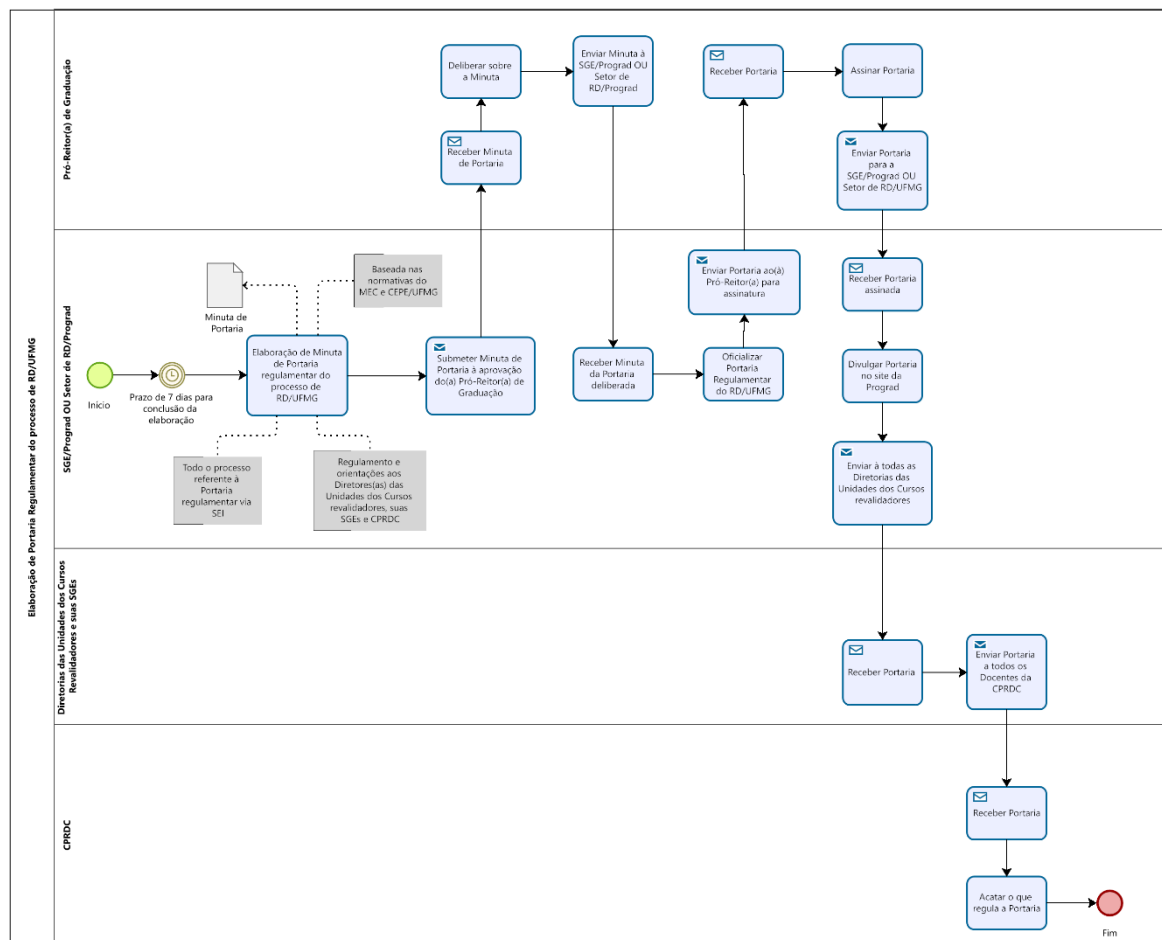 Elaboração de Portaria Regulamentar do processo de RD/UFMG
Pró-Reitor(a) de Graduação
Deliberar sobre
a Minuta
Enviar Minuta à
SGE/Prograd OU
Setor de
RD/Prograd
Receber Portaria
Assinar Portaria
Receber Minuta
de Portaria
Enviar Portaria
para a
SGE/Prograd OU
Setor de RD/UFMG
SGE/Prograd OU Setor de RD/Prograd
Início
Prazo de 7 dias para
conclusão da
elaboração
Minuta de
Portaria
Baseada nas
normativas do
MEC e CEPE/UFMG
Elaboração de Minuta
de Portaria
regulamentar do
processo de
RD/UFMG
Todo o processo
referente à
Portaria
regulamentar via
SEI
Regulamento e
orientações aos
Diretores(as) das
Unidades dos Cursos
revalidadores, suas
SGEs e CPRDC
Submeter Minuta de
Portaria à aprovação
do(a) Pró-Reitor(a) de
Graduação
Receber Minuta
da Portaria
deliberada
Oficializar
Portaria
Regulamentar
do RD/UFMG
Enviar Portaria ao(à)
Pró-Reitor(a) para
assinatura
Receber Portaria
assinada
Divulgar Portaria
no site da
Prograd
Enviar à todas as
Diretorias das
Unidades dos Cursos
revalidadores
Diretorias das Unidades dos Cursos
Revalidadores e suas SGEs
Receber Portaria
Enviar Portaria
a todos os
Docentes da
CPRDC
CPRDC
Receber Portaria
Acatar o que
regula a Portaria
Fim